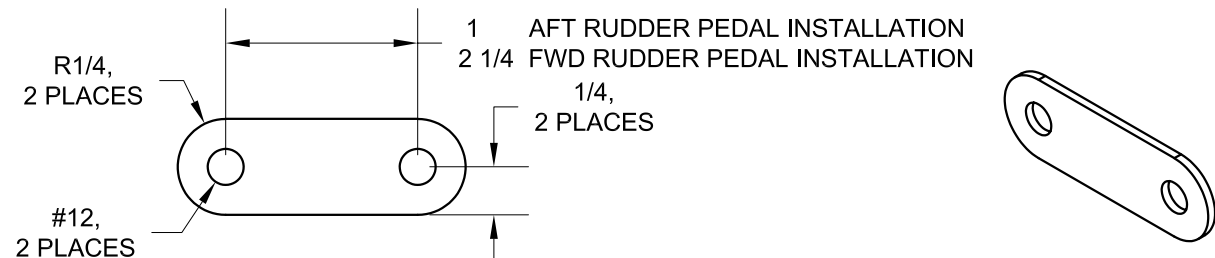 1 AFT RUDDER PEDAL INSTALLATION
2 1/4 FWD RUDDER PEDAL INSTALLATION
R1/4,
2 PLACES
1/4,
2 PLACES
#12,
2 PLACES